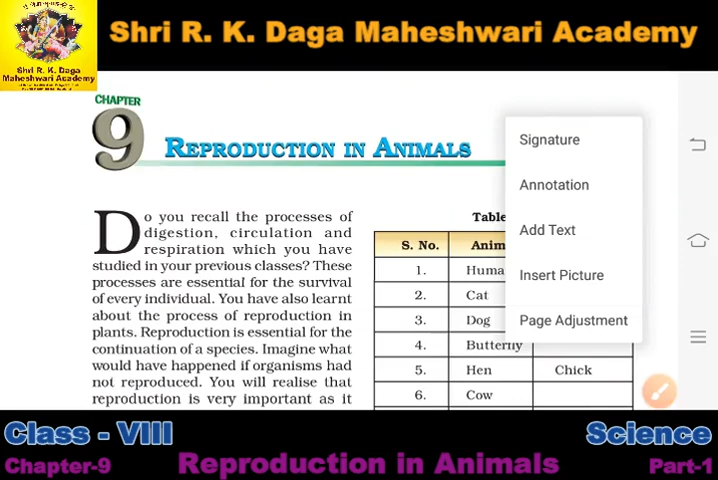 Shri R. K. Daga Maheshwari Academy
Shri R. K. Daga
Maheshwari Academy
CHAPTER
9
REPRODUCTION IN ANIMALS
Do you recall the processes of
digestion, circulation and
respiration which you have
studied in your previous classes? These
processes are essential for the survival
of every individual. You have also learnt
about the process of reproduction in
plants. Reproduction is essential for the
continuation of a species. Imagine what
would have happened if organisms had
not reproduced. You will realise that
reproduction is very important as it
Table
S. No. Anim
1. Huma
2. Cat
3. Dog
4. Butterfly
5. Hen Chick
6. Cow
Signature
Annotation
Add Text
Insert Picture
Page Adjustment
Class - VIII Science
Chapter-9 Reproduction in Animals Part-1